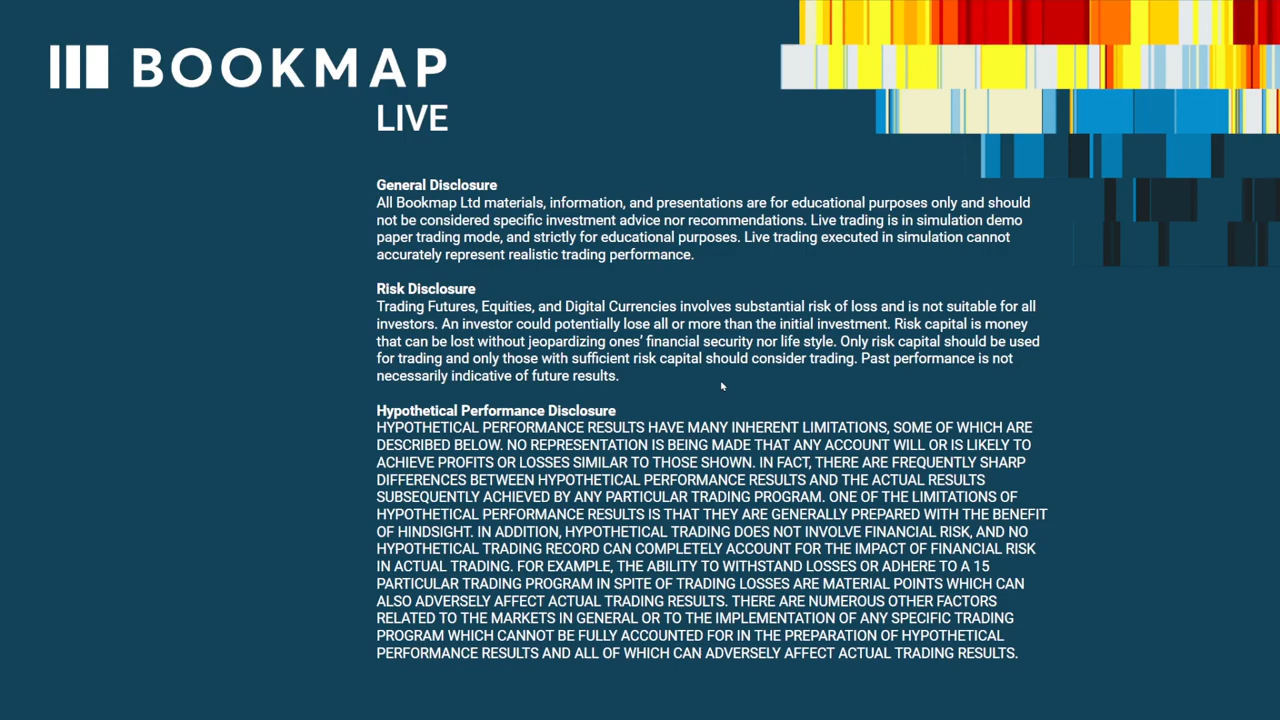 BOOKMAP
LIVE
General Disclosure
All Bookmap Ltd materials, information, and presentations are for educational purposes only and should
not be considered specific investment advice nor recommendations. Live trading is in simulation demo
paper trading mode, and strictly for educational purposes. Live trading executed in simulation cannot
accurately represent realistic trading performance.
Risk Disclosure
Trading Futures, Equities, and Digital Currencies involves substantial risk of loss and is not suitable for all
investors. An investor could potentially lose all or more than the initial investment. Risk capital is money
that can be lost without jeopardizing ones’ financial security nor life style. Only risk capital should be used
for trading and only those with sufficient risk capital should consider trading. Past performance is not
necessarily indicative of future results.
Hypothetical Performance Disclosure
HYPOTHETICAL PERFORMANCE RESULTS HAVE MANY INHERENT LIMITATIONS, SOME OF WHICH ARE
DESCRIBED BELOW. NO REPRESENTATION IS BEING MADE THAT ANY ACCOUNT WILL OR IS LIKELY TO
ACHIEVE PROFITS OR LOSSES SIMILAR TO THOSE SHOWN. IN FACT, THERE ARE FREQUENTLY SHARP
DIFFERENCES BETWEEN HYPOTHETICAL PERFORMANCE RESULTS AND THE ACTUAL RESULTS
SUBSEQUENTLY ACHIEVED BY ANY PARTICULAR TRADING PROGRAM. ONE OF THE LIMITATIONS OF
HYPOTHETICAL PERFORMANCE RESULTS IS THAT THEY ARE GENERALLY PREPARED WITH THE BENEFIT
OF HINDSIGHT. IN ADDITION, HYPOTHETICAL TRADING DOES NOT INVOLVE FINANCIAL RISK, AND NO
HYPOTHETICAL TRADING RECORD CAN COMPLETELY ACCOUNT FOR THE IMPACT OF FINANCIAL RISK
IN ACTUAL TRADING. FOR EXAMPLE, THE ABILITY TO WITHSTAND LOSSES OR ADHERE TO A 15
PARTICULAR TRADING PROGRAM IN SPITE OF TRADING LOSSES ARE MATERIAL POINTS WHICH CAN
ALSO ADVERSELY AFFECT ACTUAL TRADING RESULTS. THERE ARE NUMEROUS OTHER FACTORS
RELATED TO THE MARKETS IN GENERAL OR TO THE IMPLEMENTATION OF ANY SPECIFIC TRADING
PROGRAM WHICH CANNOT BE FULLY ACCOUNTED FOR IN THE PREPARATION OF HYPOTHETICAL
PERFORMANCE RESULTS AND ALL OF WHICH CAN ADVERSELY AFFECT ACTUAL TRADING RESULTS.